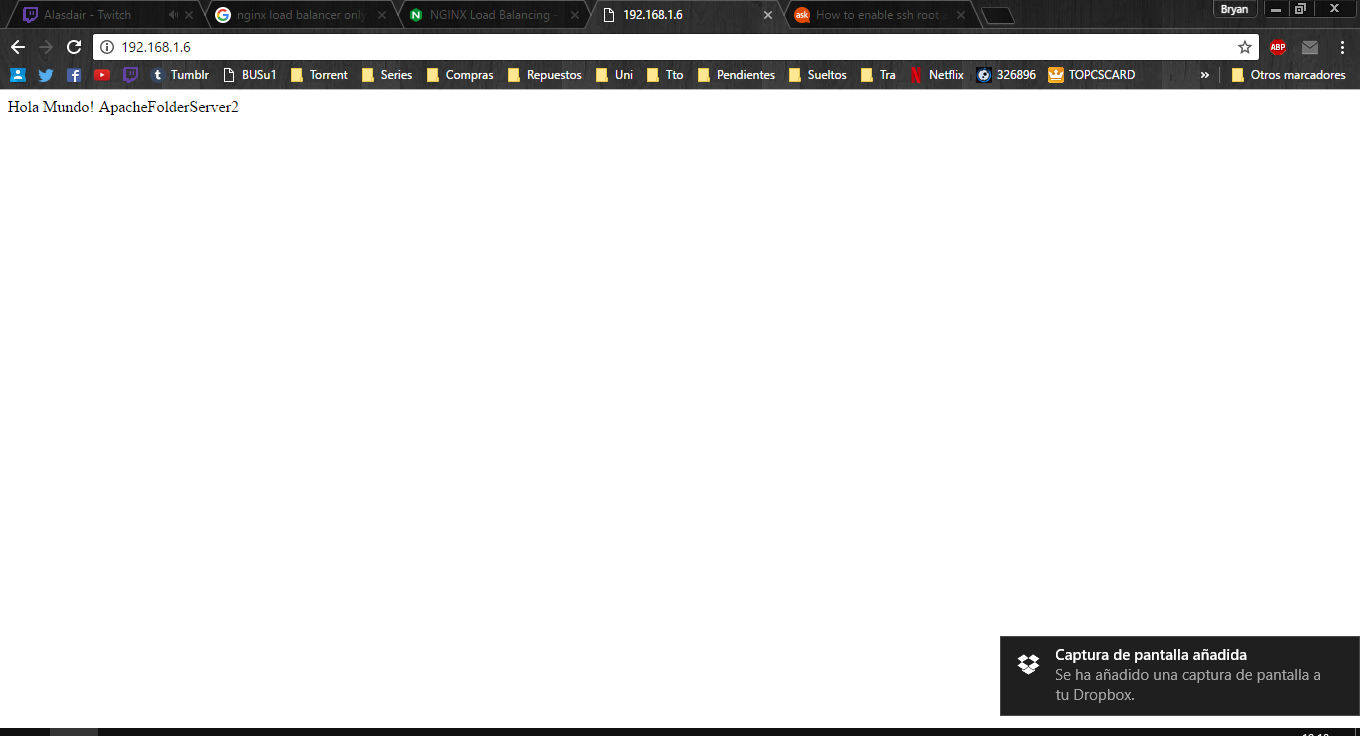 Alasdair - Twitch
nginx load balancer only
NGINX Load Balancing -
192.168.1.6
How to enable ssh root
Bryan
192.168.1.6
ABP
Tumblr BUSu1 Torrent Series Compras Repuestos Uni Tto Pendientes Sueltos Tra Netflix 326896 TOPCSCARD » Otros marcadores
Hola Mundo! ApacheFolderServer2
Captura de pantalla añadida
Se ha añadido una captura de pantalla a
tu Dropbox.